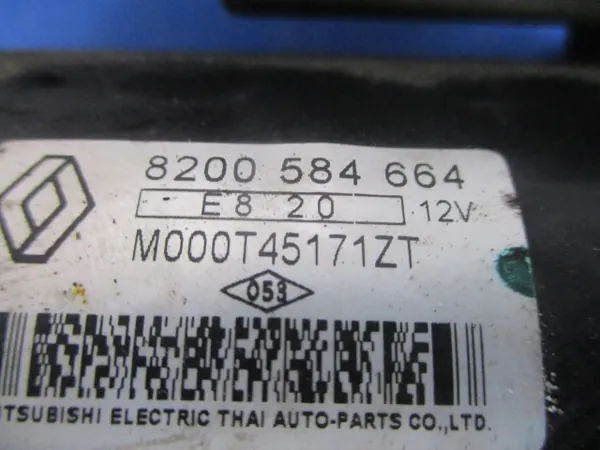 8200 584 664
E8 20 12V
M000T45171ZT
053
ITSUBISHI ELECTRIC THAI AUTO-PARTS CO.,LTD.